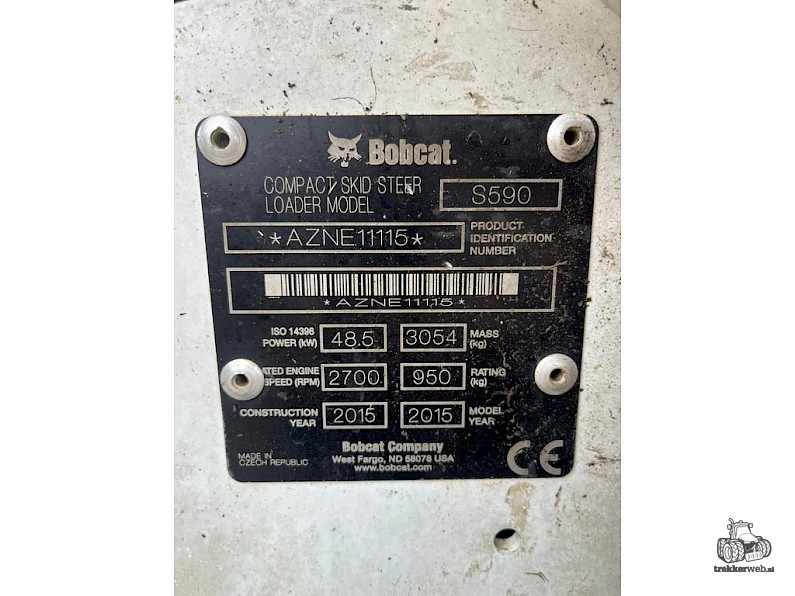 Bobcat.
COMPACT SKID STEER
LOADER MODEL
S590
*AZNE11115*
PRODUCT
IDENTIFICATION
NUMBER
*AZNE11115*
ISO 14396
POWER (kW)
48.5
3054
MASS
(kg)
ATED ENGINE
SPEED (RPM)
2700
950
RATING
(kg)
CONSTRUCTION
YEAR
2015
2015
MODEL
YEAR
Bobcat Company
West Fargo, ND 58078 USA
www.bobcat.com
MADE IN
CZECH REPUBLIC
CE
trekkerweb.nl